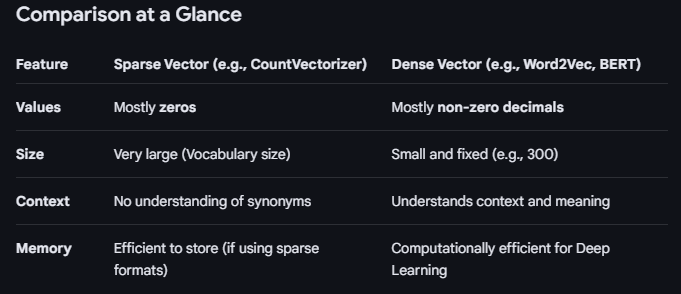 Comparison at a Glance
Feature Sparse Vector (e.g., CountVectorizer) Dense Vector (e.g., Word2Vec, BERT)
Values Mostly zeros Mostly non-zero decimals
Size Very large (Vocabulary size) Small and fixed (e.g., 300)
Context No understanding of synonyms Understands context and meaning
Memory Efficient to store (if using sparse Computationally efficient for Deep
formats) Learning